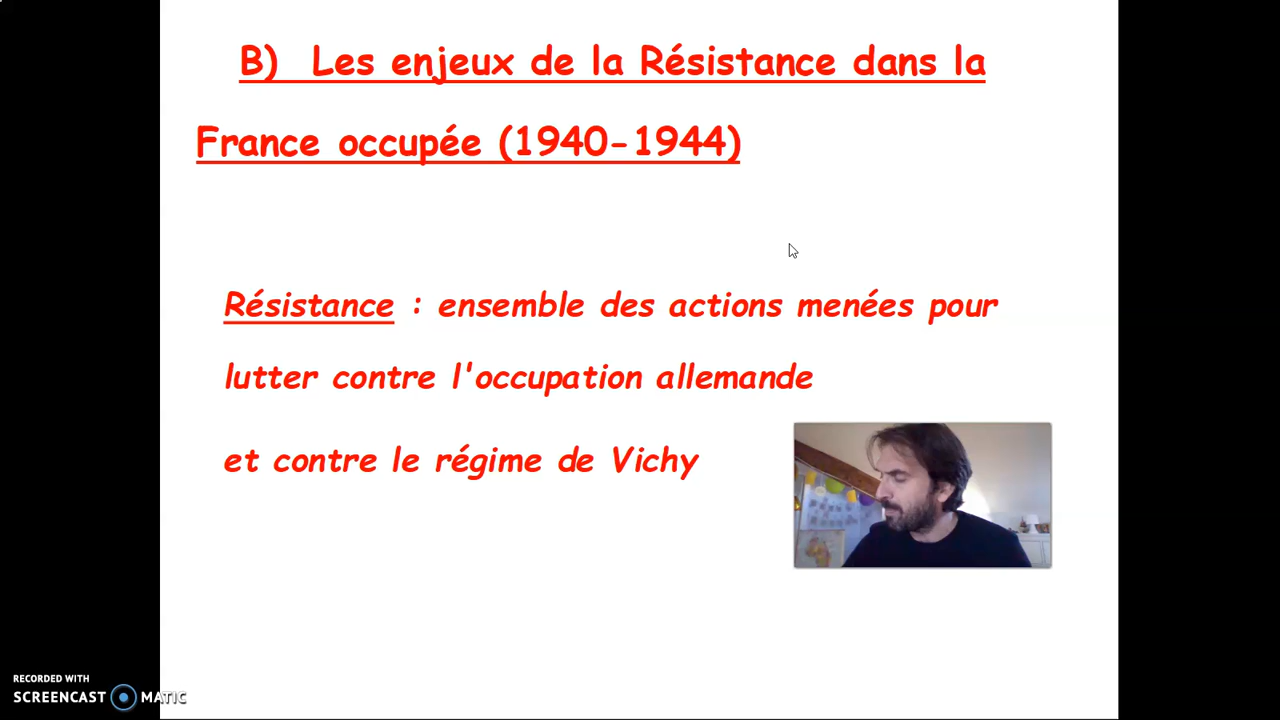 B) Les enjeux de la Résistance dans la
France occupée (1940-1944)
Résistance : ensemble des actions menées pour
lutter contre l'occupation allemande
et contre le régime de Vichy
RECORDED WITH
SCREENCAST MATIC